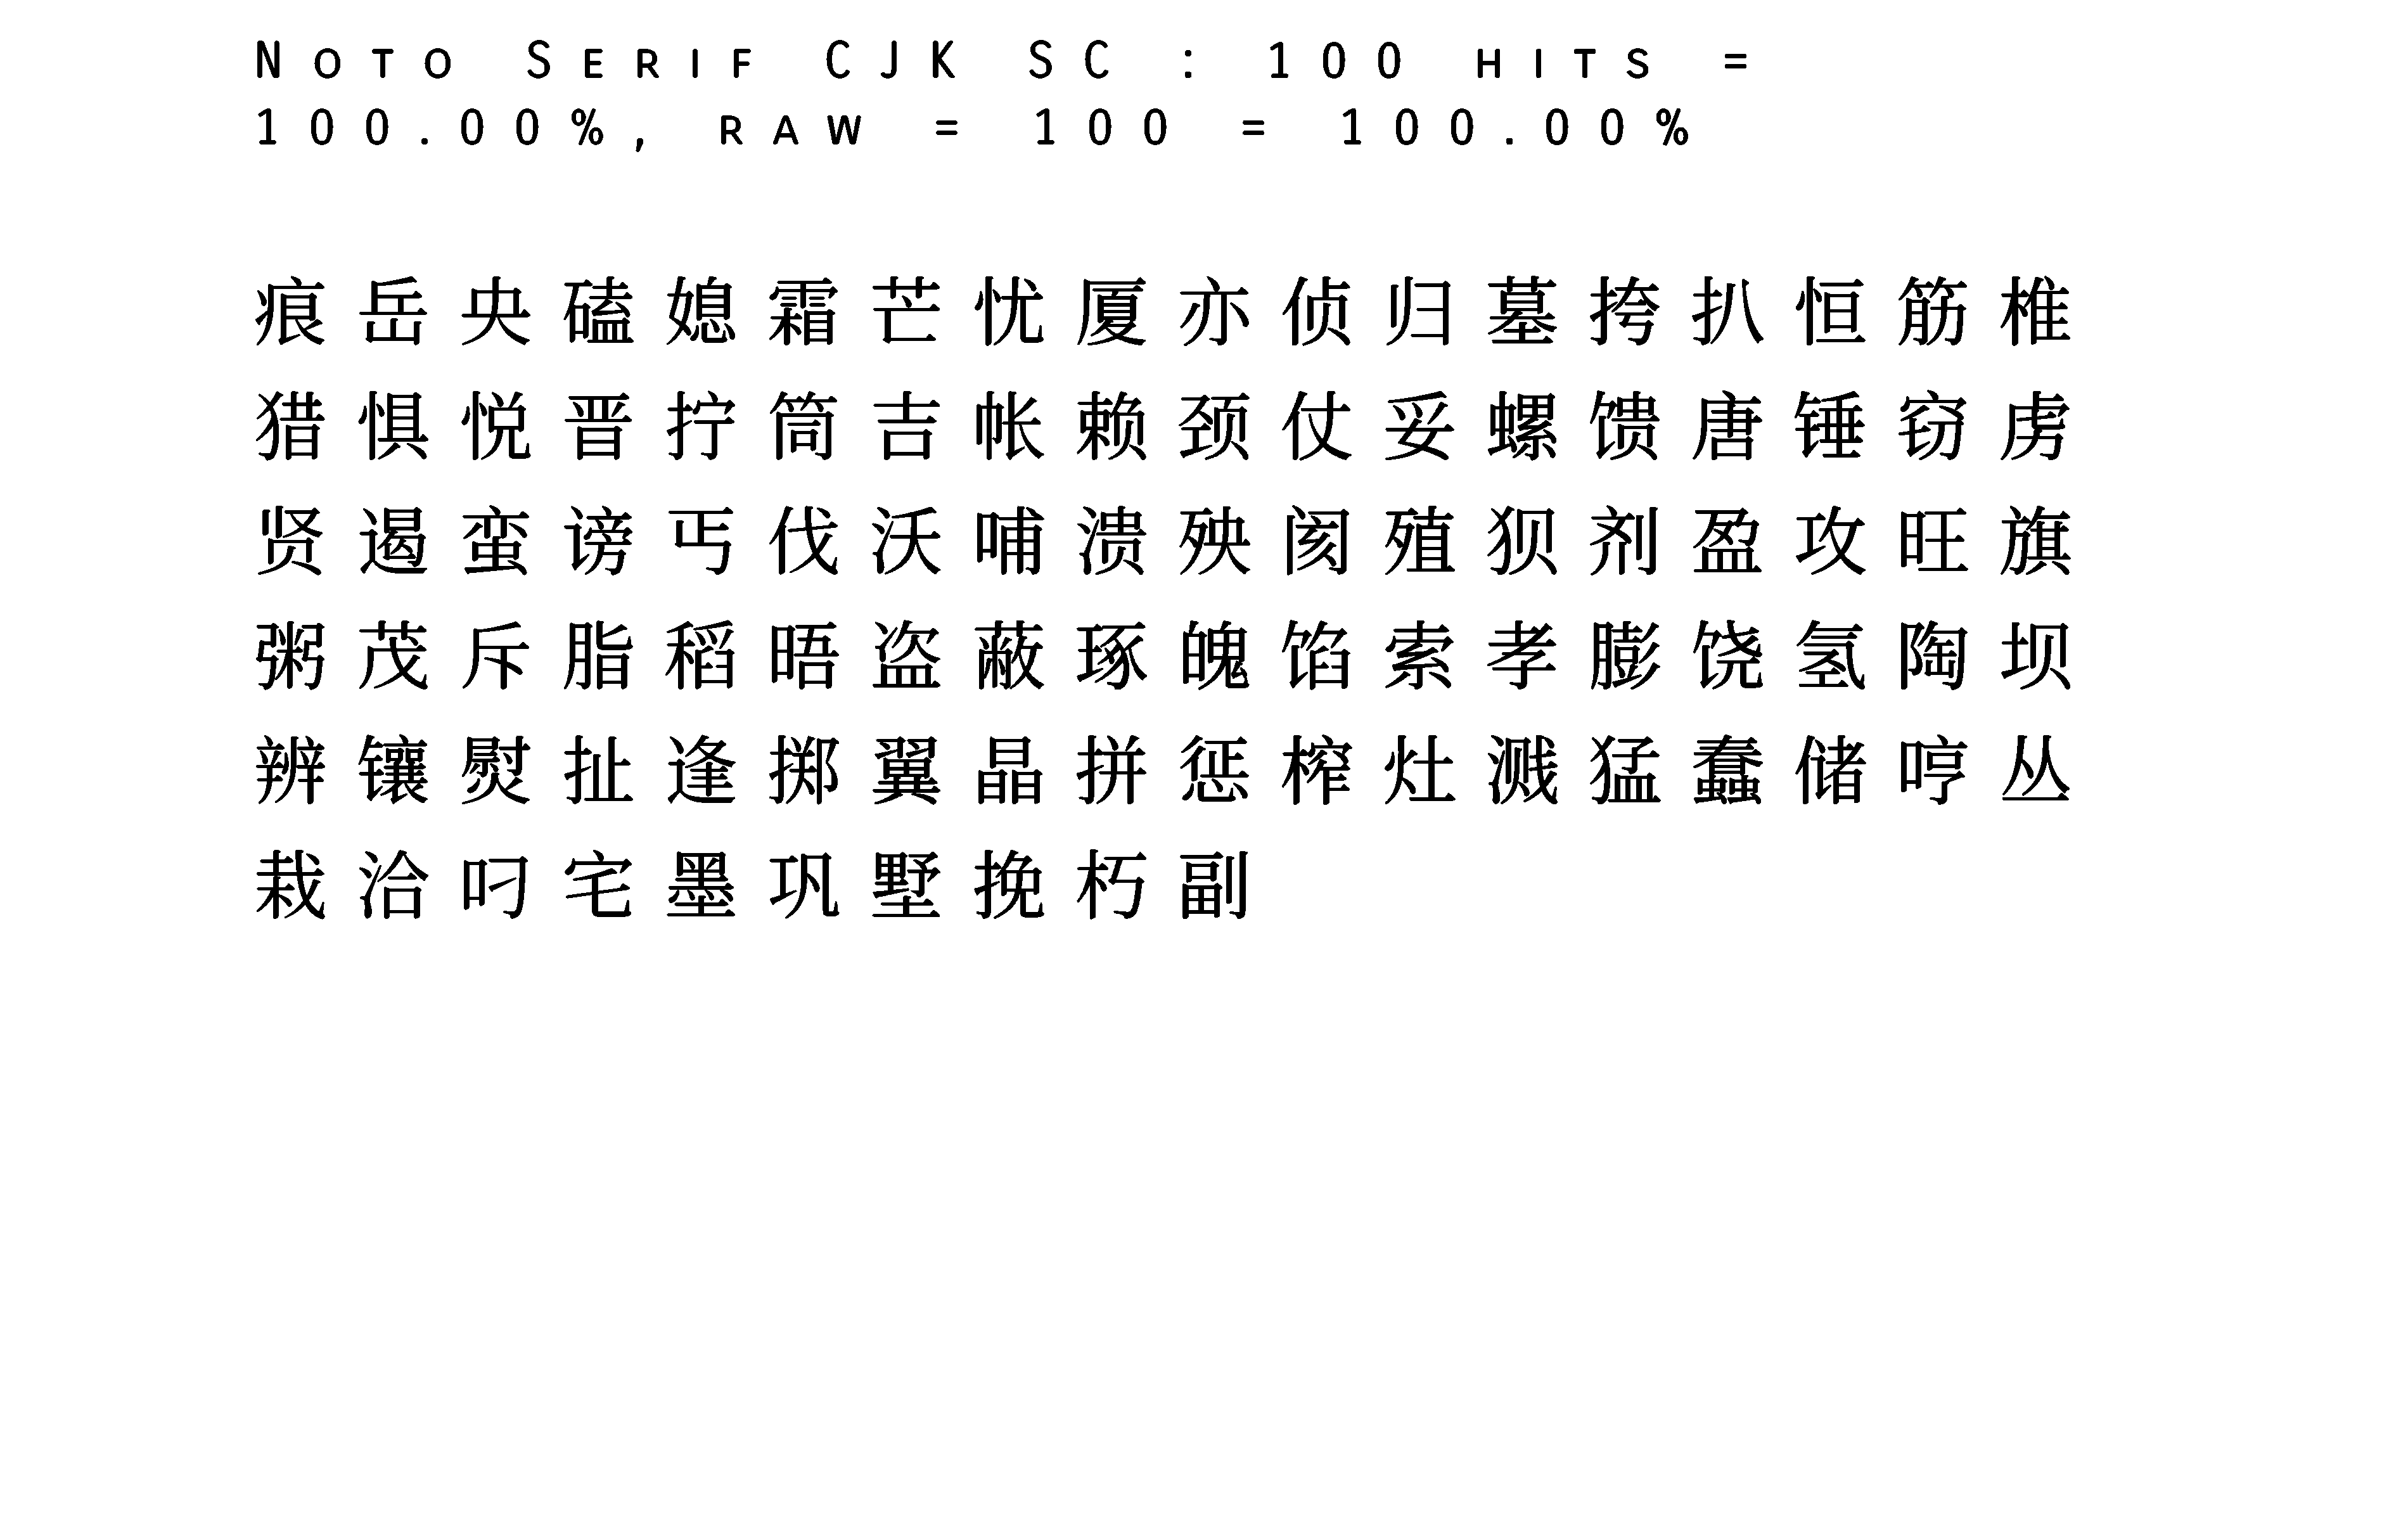 Noto Serif CJK SC : 100 hits =
100.00%, raw = 100 = 100.00%
痕岳央磕媳霜芒忧厦亦侦归墓挎扒恒筋椎
猎惧悦晋拧筒吉帐赖颈仗妥螺馈唐锤窃虏
贤遏蛮谤丐伐沃哺溃殃阂殖狈剂盈攻旺旗
粥茂斥脂稻晤盗蔽琢魄馅索孝膨饶氢陶坝
辨镶熨扯逢掷翼晶拼惩榨灶溅猛蠢储哼丛
栽洽叼宅墨巩墅挽朽副